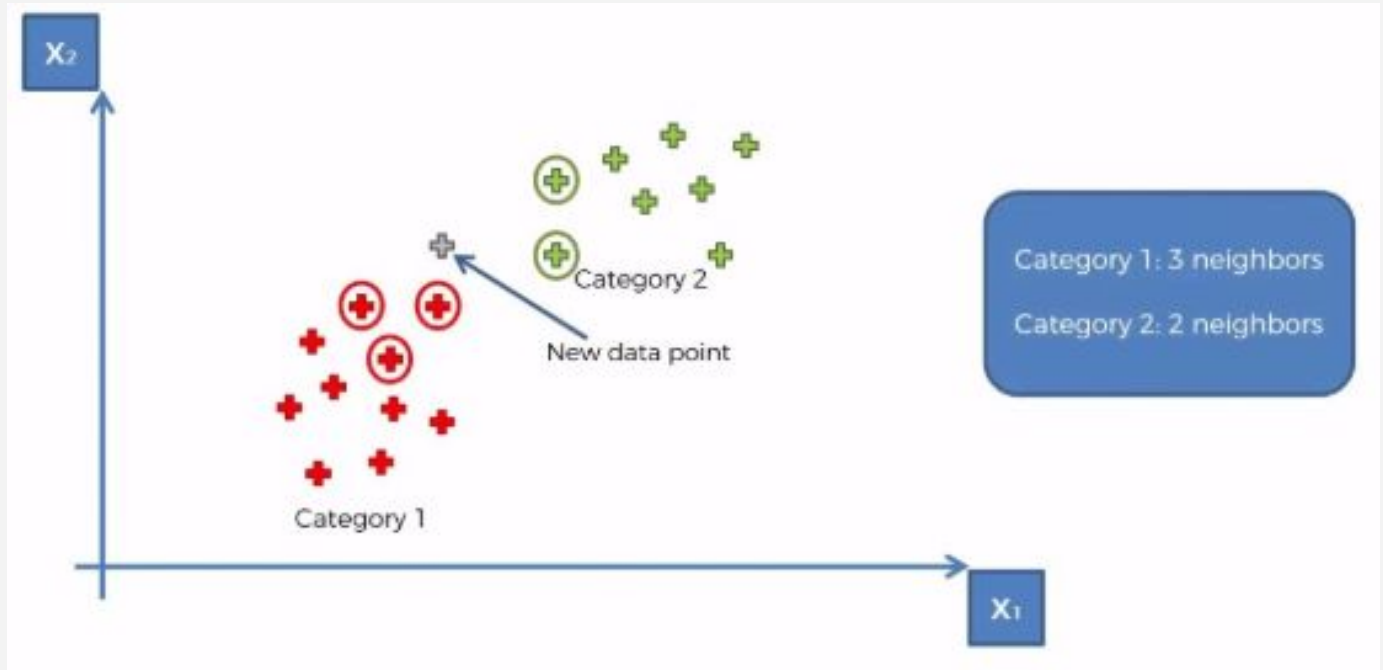 X₂
Category 2
New data point
Category 1: 3 neighbors
Category 2: 2 neighbors
Category 1
X₁